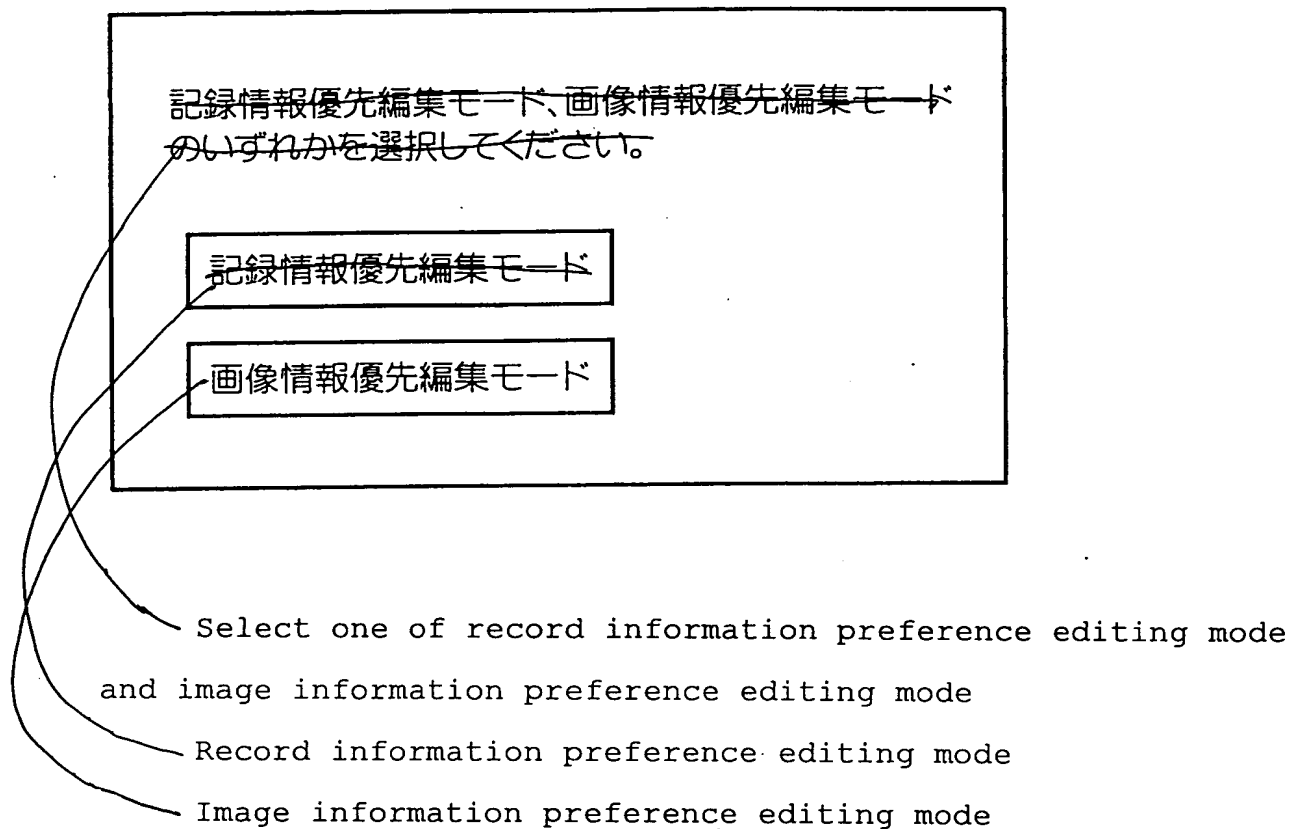 記録情報優先編集モード、画像情報優先編集モード
のいずれかを選択してください。
記録情報優先編集モード
画像情報優先編集モード
Select one of record information preference editing mode
and image information preference editing mode
Record information preference editing mode
Image information preference editing mode